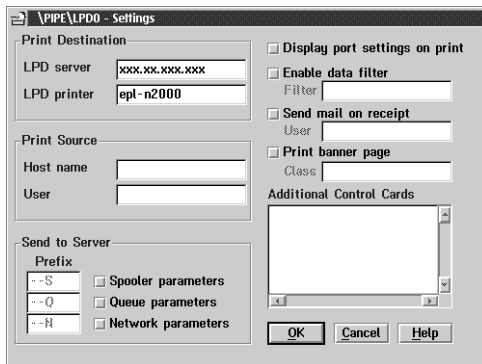 \PIPE\LPD0 - Settings
Print Destination
LPD server xxx.xx.xxx.xxx
LPD printer epl-n2000
Print Source
Host name
User
Send to Server
Prefix
--S Spooler parameters
--Q Queue parameters
--N Network parameters
Display port settings on print
Enable data filter
Filter
Send mail on receipt
User
Print banner page
Class
Additional Control Cards
OK Cancel Help